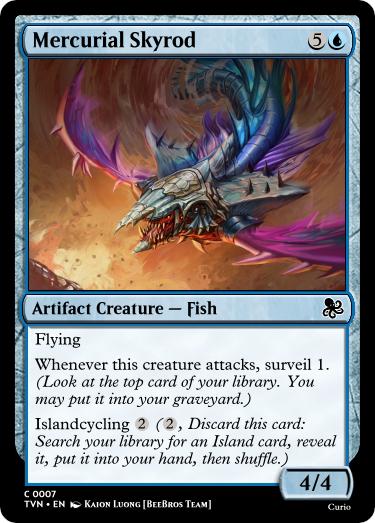 Mercurial Skyrod 5
Artifact Creature — Fish
Flying
Whenever this creature attacks, surveil 1.
(Look at the top card of your library. You
may put it into your graveyard.)
Islandcycling 2 (2, Discard this card:
Search your library for an Island card, reveal
it, put it into your hand, then shuffle.)
4/4
C 0007
TVN • EN Kaion Luong [BeeBros Team]
Curio